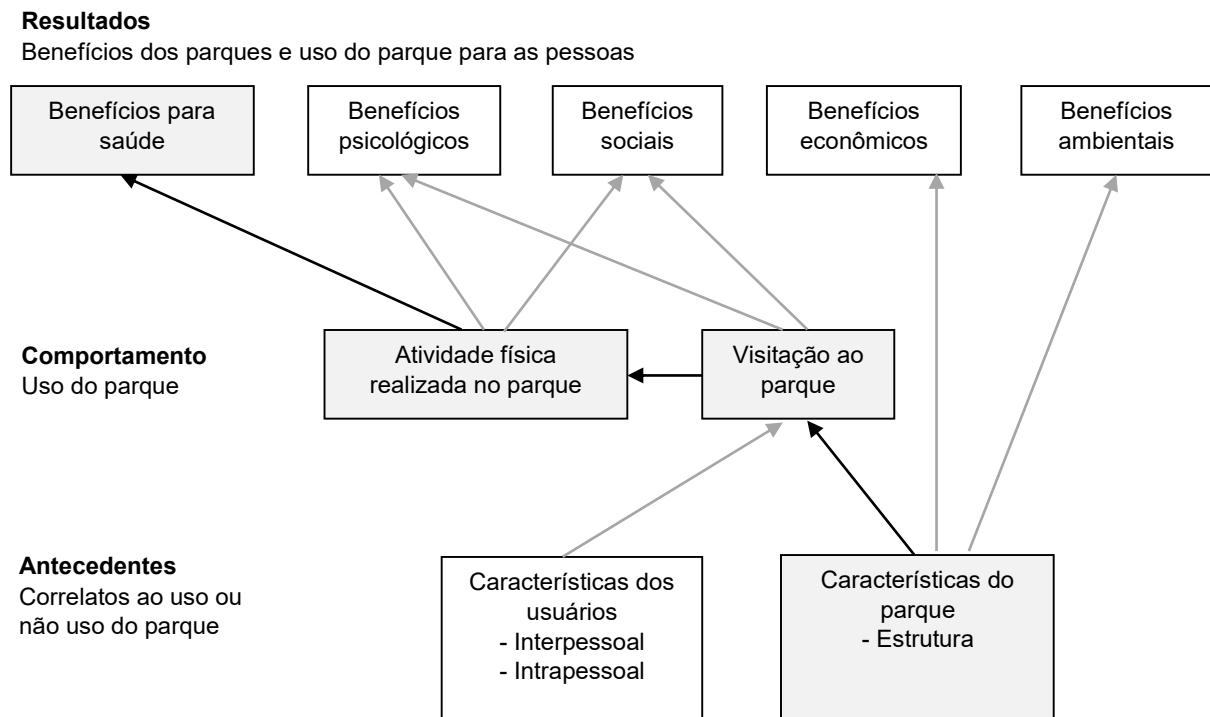 Resultados
Benefícios dos parques e uso do parque para as pessoas
Benefícios para
saúde
Benefícios
psicológicos
Benefícios
sociais
Benefícios
econômicos
Benefícios
ambientais
Comportamento
Uso do parque
Atividade física
realizada no parque
Visitação ao
parque
Antecedentes
Correlatos ao uso ou
não uso do parque
Características dos
usuários
- Interpessoal
- Intrapessoal
Características do
parque
- Estrutura